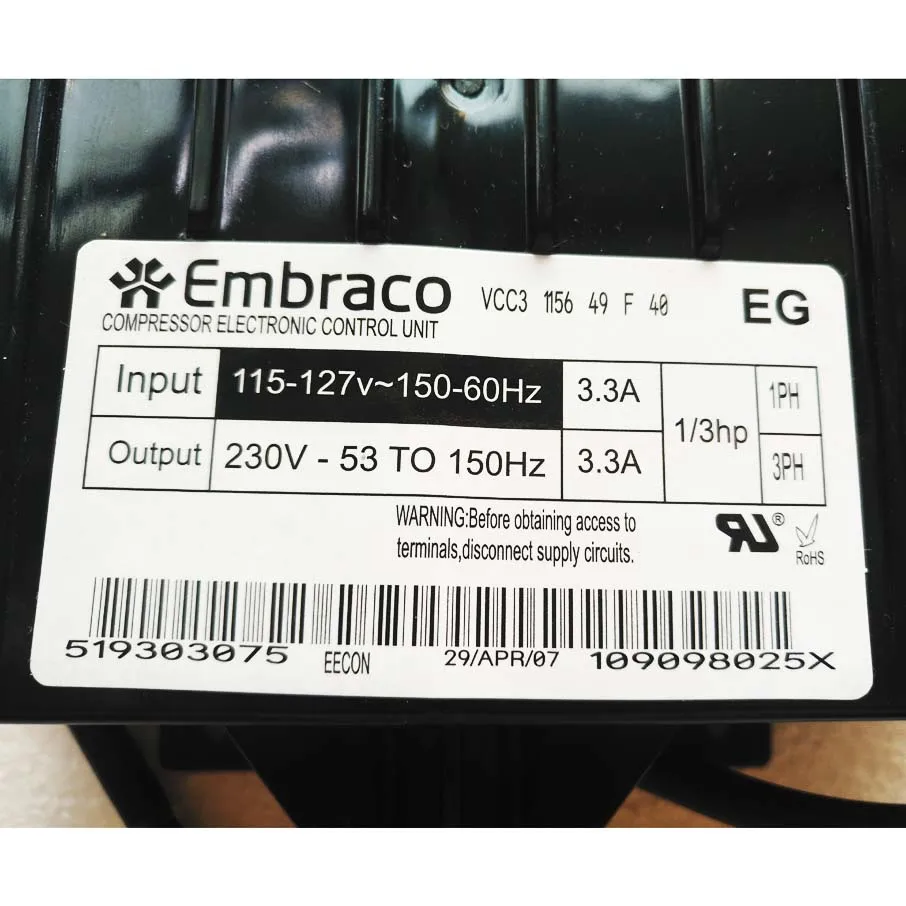 Embraco VCC3 1156 49 F 40 EG
COMPRESSOR ELECTRONIC CONTROL UNIT
Input 115-127v~150-60Hz 3.3A 1/3hp 1PH
Output 230V - 53 TO 150Hz 3.3A 3PH
WARNING:Before obtaining access to
terminals,disconnect supply circuits.
RU ® RoHS
519303075 EECON 29/APR/07 109098025X